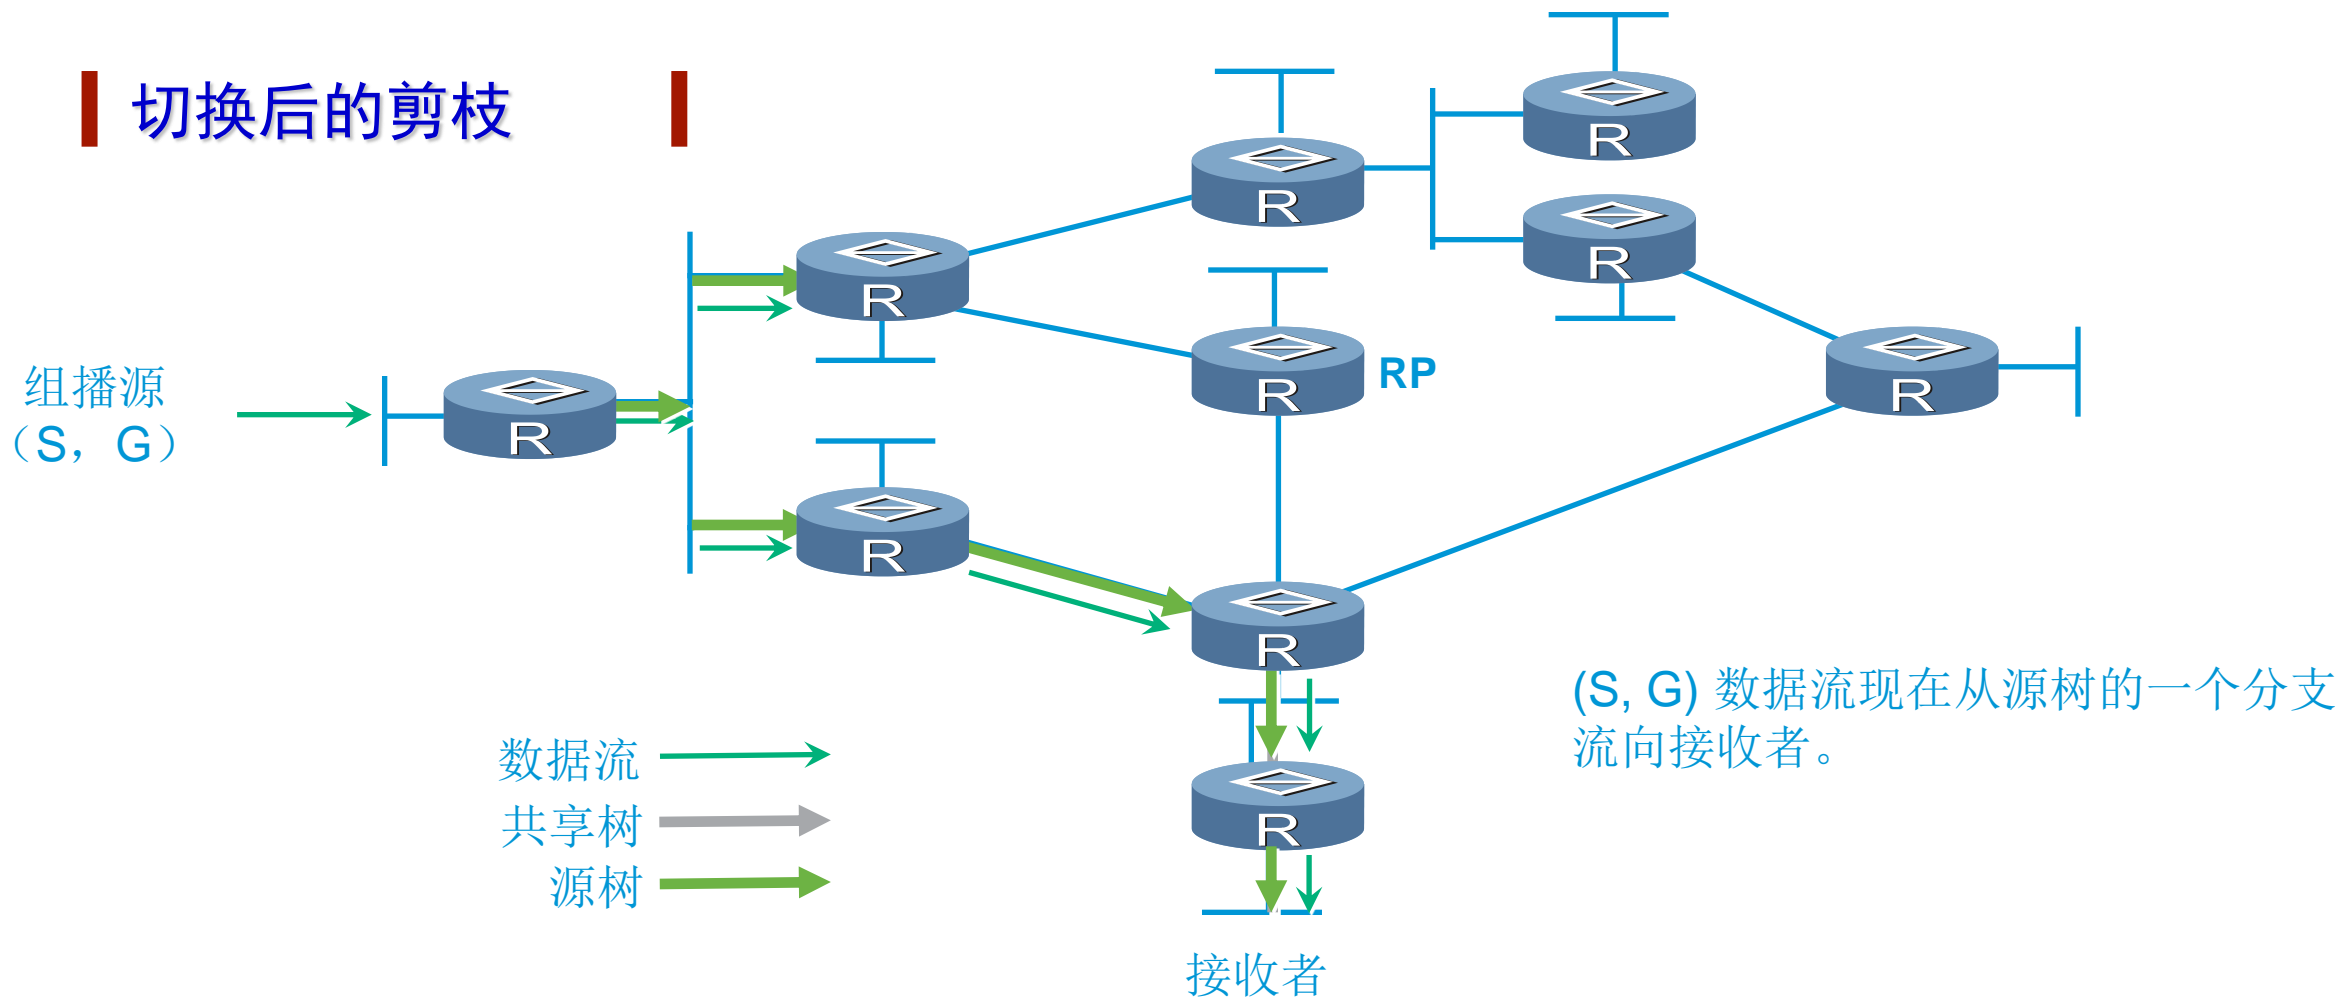 切换后的剪枝
R
R
R
R
R
R
RP
R
组播源
（S，G）
R
R
R
(S, G) 数据流现在从源树的一个分支
流向接收者。
数据流
共享树
R
源树
接收者